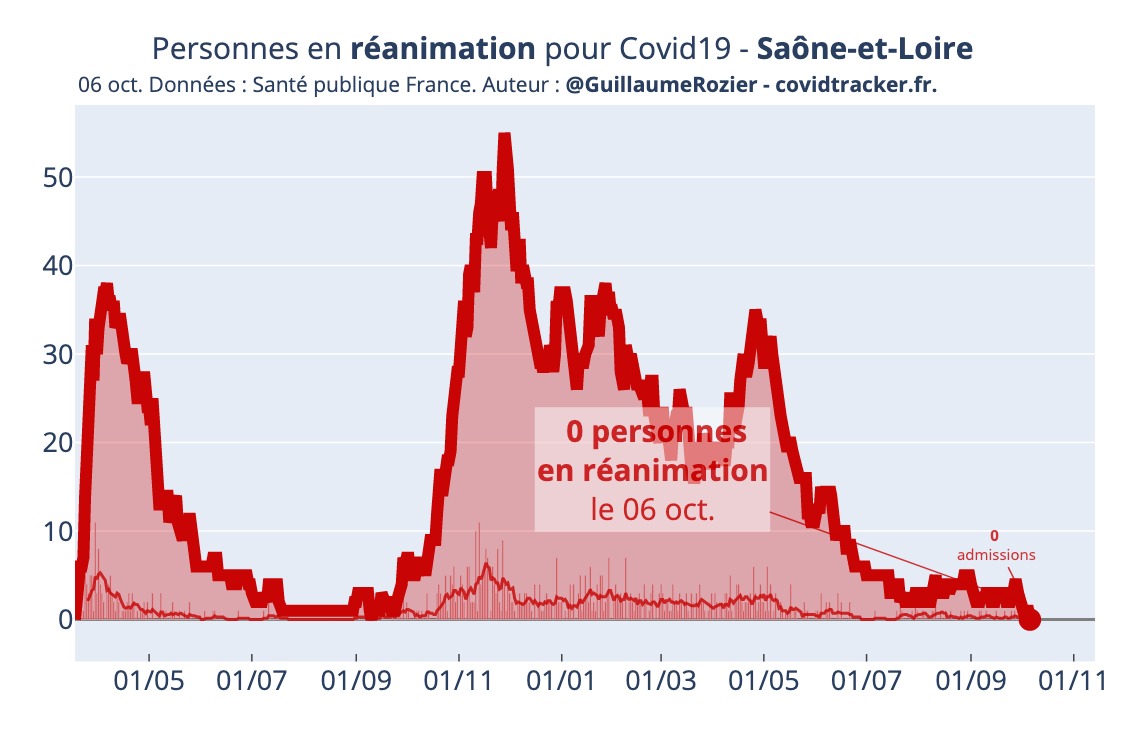 Personnes en réanimation pour Covid19 - Saône-et-Loire
06 oct. Données : Santé publique France. Auteur : @GuillaumeRozier - covidtracker.fr.
50
40
30
20
10
0
0 personnes
en réanimation
le 06 oct.
0
admissions
01/05 01/07 01/09 01/11 01/01 01/03 01/05 01/07 01/09 01/11